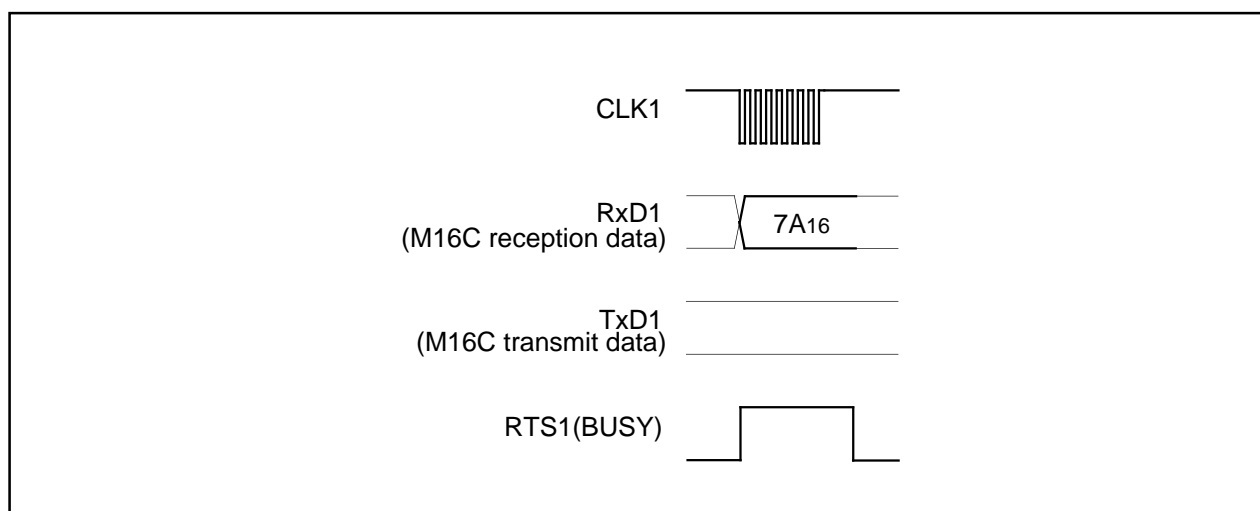 CLK1
RxD1
(M16C reception data)
7A16
TxD1
(M16C transmit data)
RTS1(BUSY)